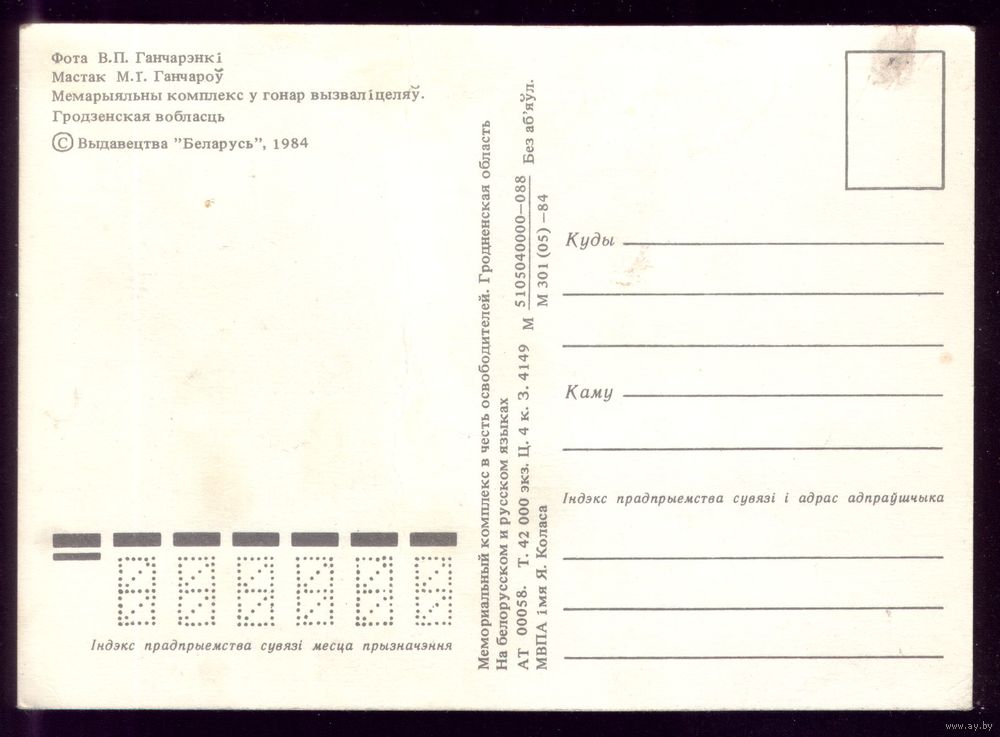 Фота В.П. Ганчарэнкі
Мастак М.Г. Ганчароў
Мемарыяльны комплекс у гонар вызваліцеляў.
Гродзенская вобласць
© Выдавецтва "Беларусь", 1984
Індэкс прадпрыемства сувязі месца прызначэння
Мемориальный комплекс в честь освободителей. Гродненская область
На белорусском и русском языках
АТ 00058. Т. 42 000 экз. Ц. 4 к. З. 4149 М 5105040000—088 Без аб'яўл.
М 301 (05) —84
МВПА імя Я. Коласа
Куды
Каму
Індэкс прадпрыемства сувязі і адрас адпраўшчыка
www.ay.by